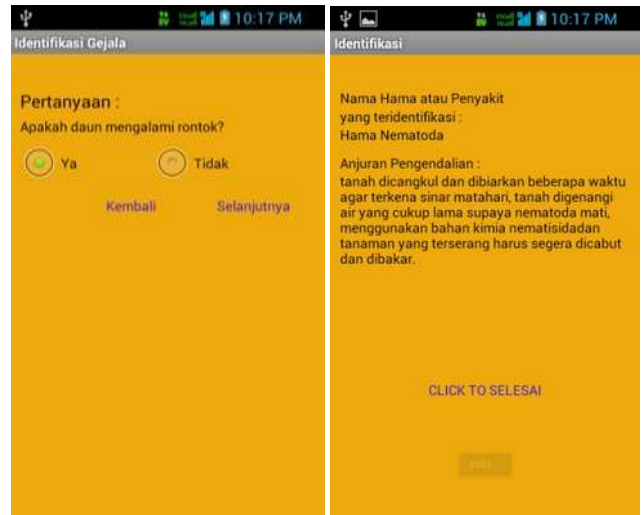 10:17 PM
Identifikasi Gejala
Pertanyaan :
Apakah daun mengalami rontok?
Ya Tidak
Kembali Selanjutnya
10:17 PM
Identifikasi
Nama Hama atau Penyakit
yang teridentifikasi :
Hama Nematoda
Anjuran Pengendalian :
tanah dicangkul dan dibiarkan beberapa waktu
agar terkena sinar matahari, tanah digenangi
air yang cukup lama supaya nematoda mati,
menggunakan bahan kimia nematisidadan
tanaman yang terserang harus segera dicabut
dan dibakar.
CLICK TO SELESAI